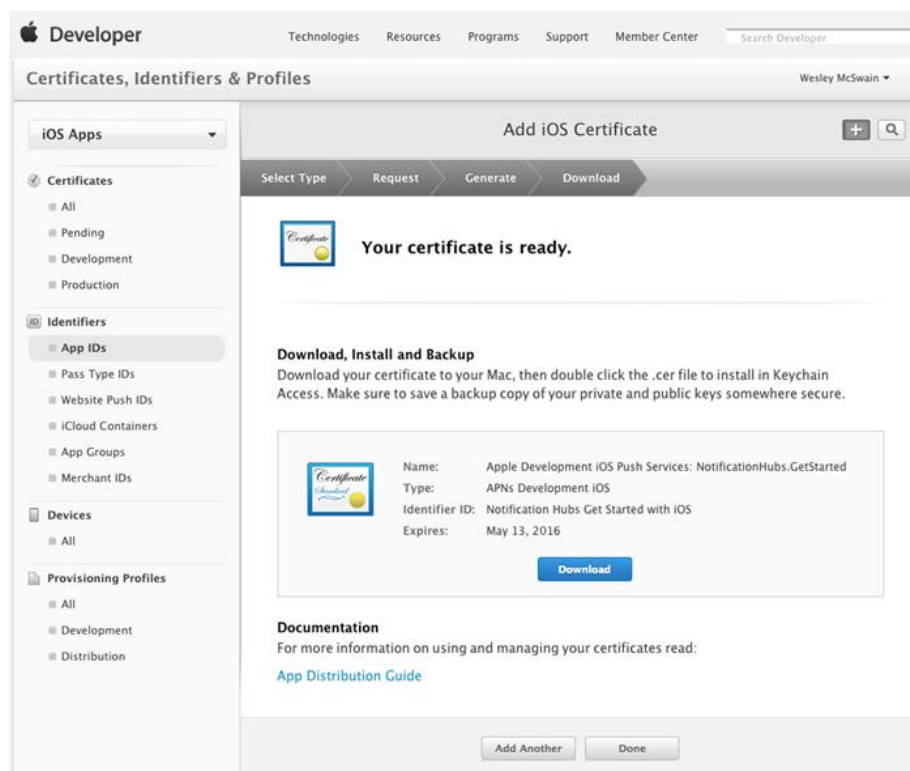 Developer
Technologies Resources Programs Support Member Center Search Developer
Certificates, Identifiers & Profiles
Wesley McSwain
iOS Apps
Add iOS Certificate
Select Type Request Generate Download
Certificates
All
Pending
Development
Production
ID Identifiers
App IDs
Pass Type IDs
Website Push IDs
iCloud Containers
App Groups
Merchant IDs
Devices
All
Provisioning Profiles
All
Development
Distribution
Certificate
Your certificate is ready.
Download, Install and Backup
Download your certificate to your Mac, then double click the .cer file to install in Keychain
Access. Make sure to save a backup copy of your private and public keys somewhere secure.
Certificate
Standard
Name: Apple Development iOS Push Services: NotificationHubs.GetStarted
Type: APNs Development iOS
Identifier ID: Notification Hubs Get Started with iOS
Expires: May 13, 2016
Download
Documentation
For more information on using and managing your certificates read:
App Distribution Guide
Add Another Done